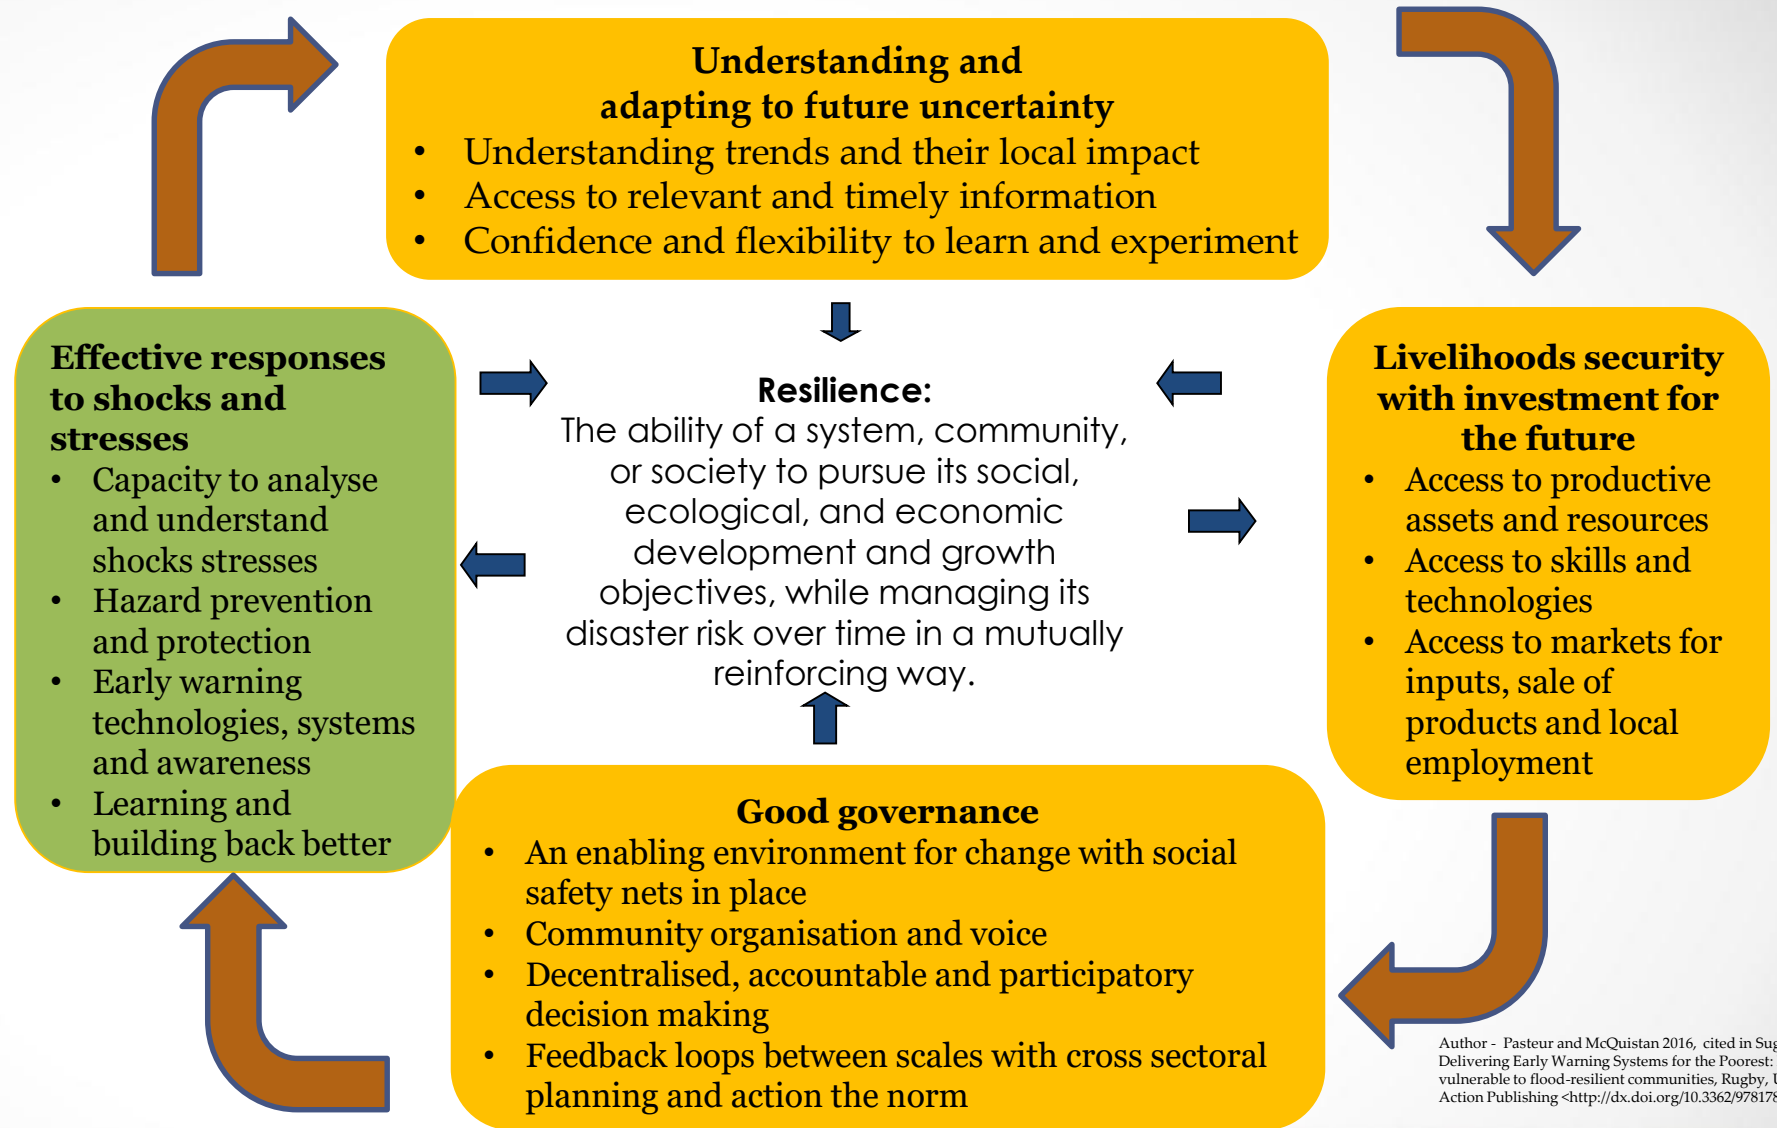 Understanding and
adapting to future uncertainty
• Understanding trends and their local impact
• Access to relevant and timely information
• Confidence and flexibility to learn and experiment
Effective responses
to shocks and
stresses
• Capacity to analyse
and understand
shocks stresses
• Hazard prevention
and protection
• Early warning
technologies, systems
and awareness
• Learning and
building back better
Resilience:
The ability of a system, community,
or society to pursue its social,
ecological, and economic
development and growth
objectives, while managing its
disaster risk over time in a mutually
reinforcing way.
Livelihoods security
with investment for
the future
• Access to productive
assets and resources
• Access to skills and
technologies
• Access to markets for
inputs, sale of
products and local
employment
Good governance
• An enabling environment for change with social
safety nets in place
• Community organisation and voice
• Decentralised, accountable and participatory
decision making
• Feedback loops between scales with cross sectoral
planning and action the norm
Author - Pasteur and McQuistan 2016, cited in
Delivering Early Warning Systems for the Poorest:
vulnerable to flood-resilient communities, Rugby,
Action Publishing <http://dx.doi.org/10.3362/97817